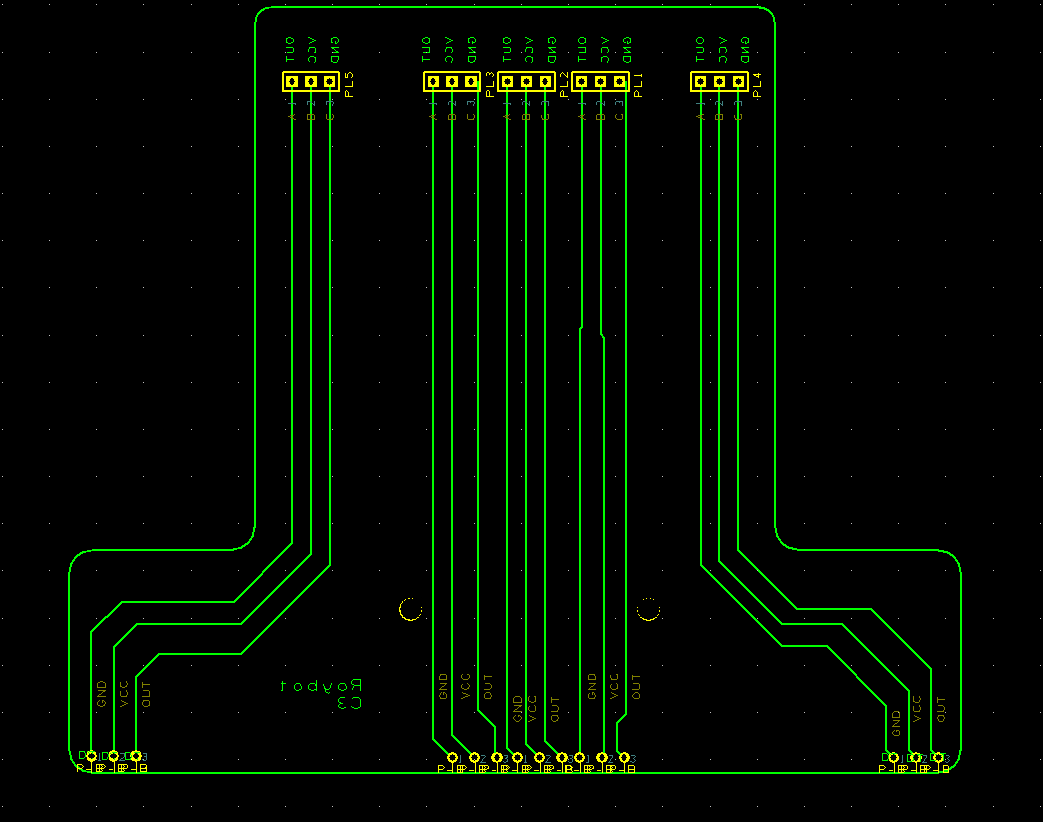 OUT VCC GND OUT VCC GND OUT VCC GND OUT VCC GND OUT VCC GND
PL5 PL3 PL2 PL1 PL4
A 1 B 2 C 3 A 1 B 2 C 3 A 1 B 2 C 3 A 1 B 2 C 3 A 1 B 2 C 3
GND VCC OUT GND VCC OUT GND VCC OUT GND VCC OUT GND VCC OUT
Roybot
C3